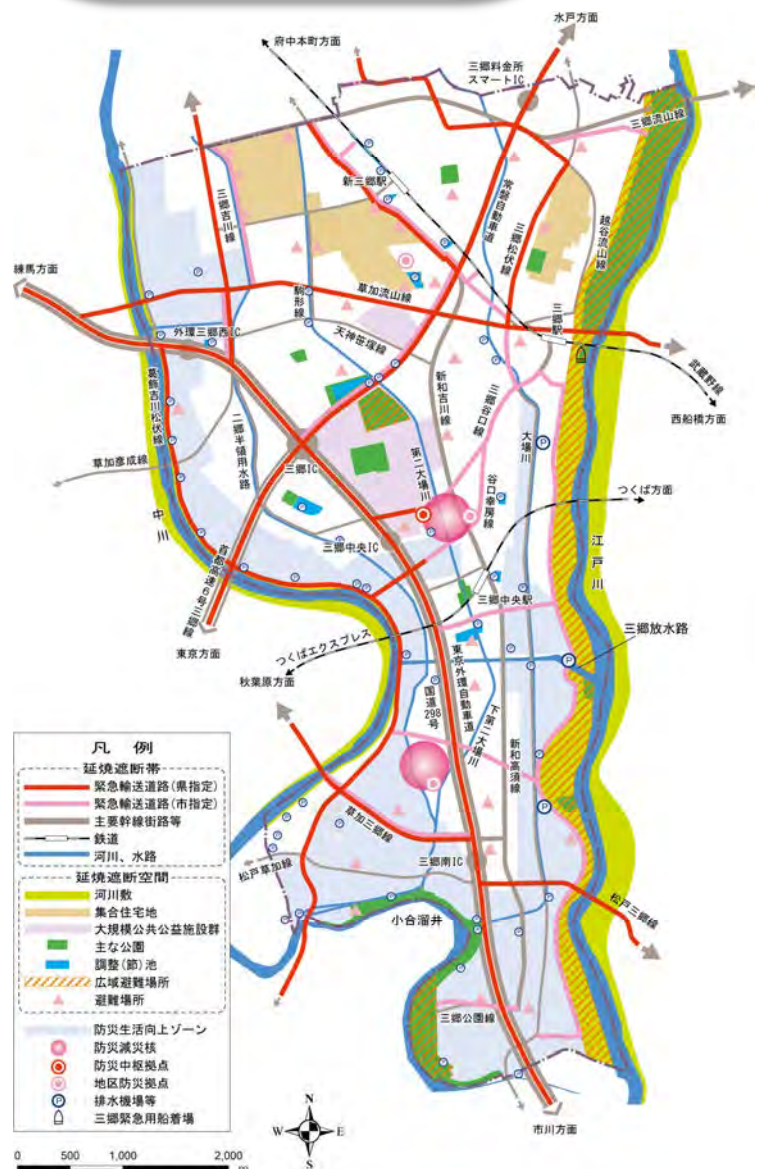 水戸方面
府中本町方面
三郷料金所
スマートIC
三郷流山線
新三郷駅
常磐自動車道
三郷松伏線
越谷流山線
三郷吉川線
練馬方面
駒形線
草加流山線
三郷駅
外環三郷西IC
天神笹塚線
武蔵野線
西船橋方面
葛飾吉川松伏線
新和吉川線
三郷谷口線
大場川
二郷半領用水路
草加彦成線
三郷IC
第二大場川
谷口幸房線
つくば方面
中川
三郷中央IC
江戸川
首都高速6号三郷線
三郷中央駅
東京方面
つくばエクスプレス
三郷放水路
秋葉原方面
国道298号
東京外環自動車道
下第二大場川
新和高須線
草加三郷線
松戸草加線
三郷南IC
松戸三郷線
小合溜井
三郷公園線
市川方面
凡 例
延焼遮断帯
緊急輸送道路(県指定)
緊急輸送道路(市指定)
主要幹線街路等
鉄道
河川、水路
延焼遮断空間
河川敷
集合住宅地
大規模公共公益施設群
主な公園
調整(節)池
広域避難場所
避難場所
防災生活向上ゾーン
防災減災核
防災中枢拠点
地区防災拠点
P 排水機場等
三郷緊急用船着場
N
W E
S
0 500 1,000 2,000
m